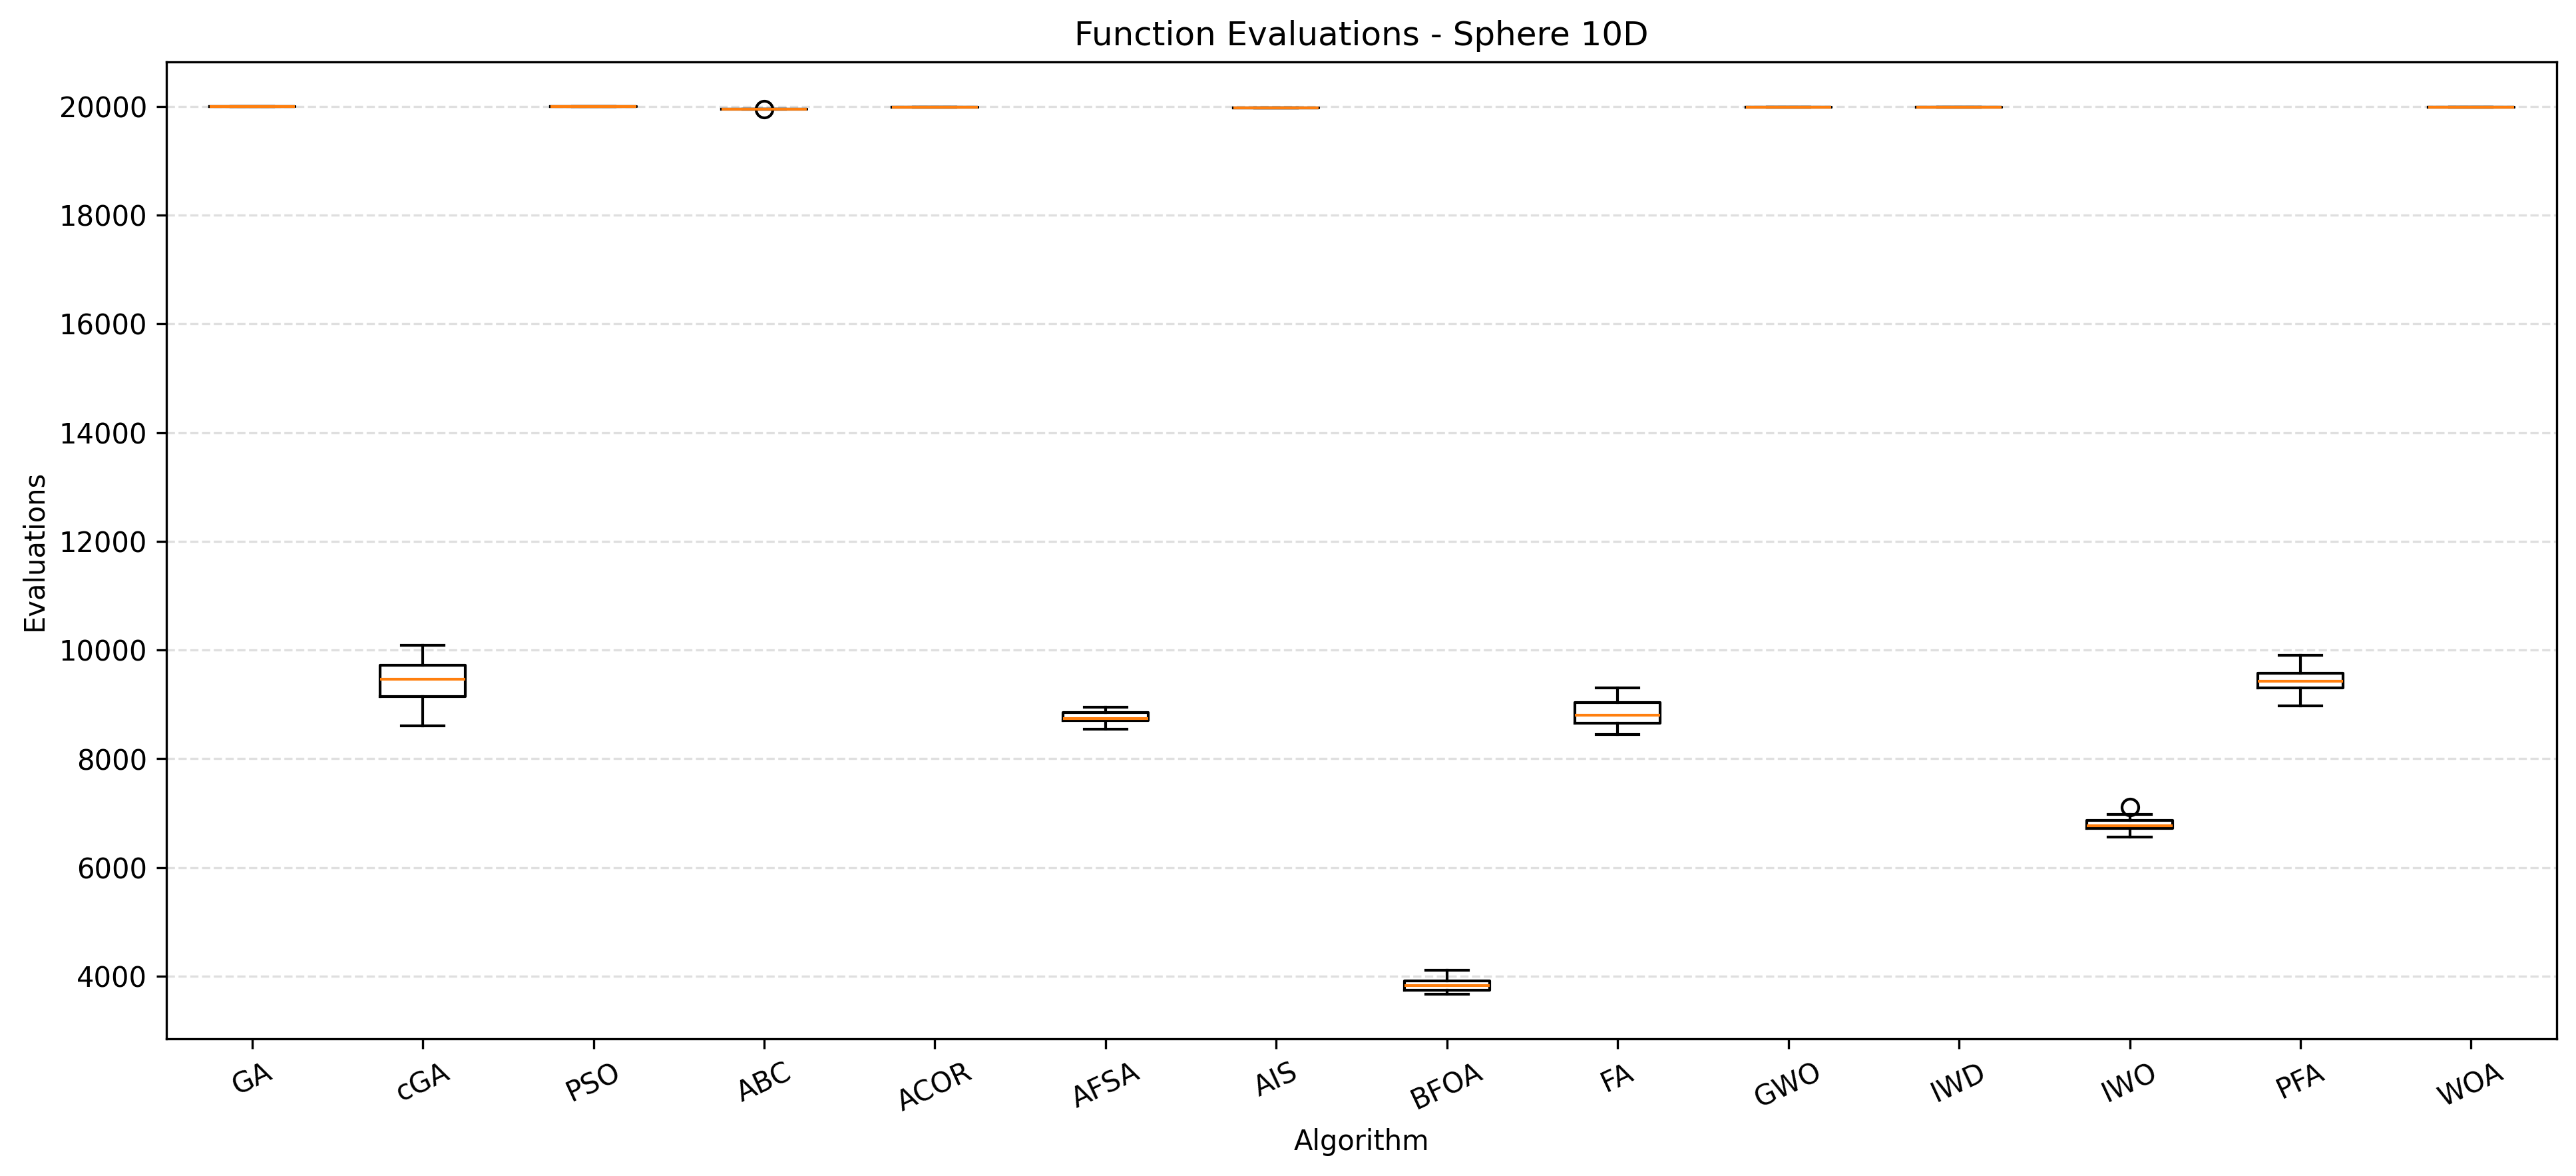 Function Evaluations - Sphere 10D
20000
18000
16000
14000
12000
10000
8000
6000
4000
Evaluations
GA cGA PSO ABC ACOR AFSA AIS BFOA FA GWO IWD IWO PFA WOA
Algorithm